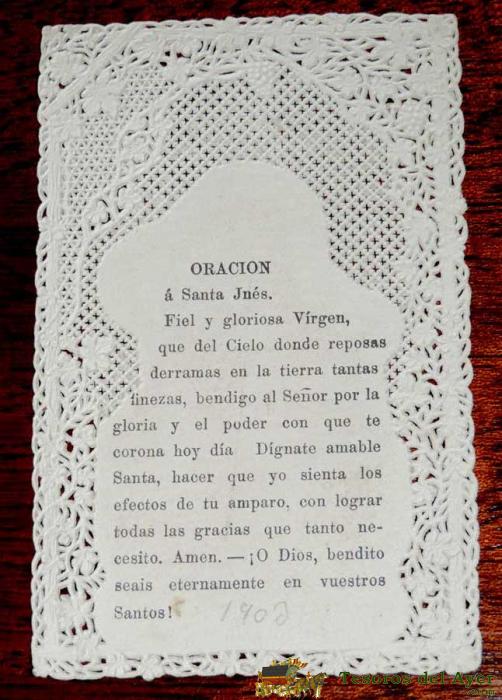 ORACION
á Santa Jnés.
Fiel y gloriosa Vírgen,
que del Cielo donde reposas
derramas en la tierra tantas
finezas, bendigo al Señor por la
gloria y el poder con que te
corona hoy día Dígnate amable
Santa, hacer que yo sienta los
efectos de tu amparo, con lograr
todas las gracias que tanto ne-
cesito. Amen. — ¡O Dios, bendito
seais eternamente en vuestros
Santos!
Tesoros del Ayer
.com